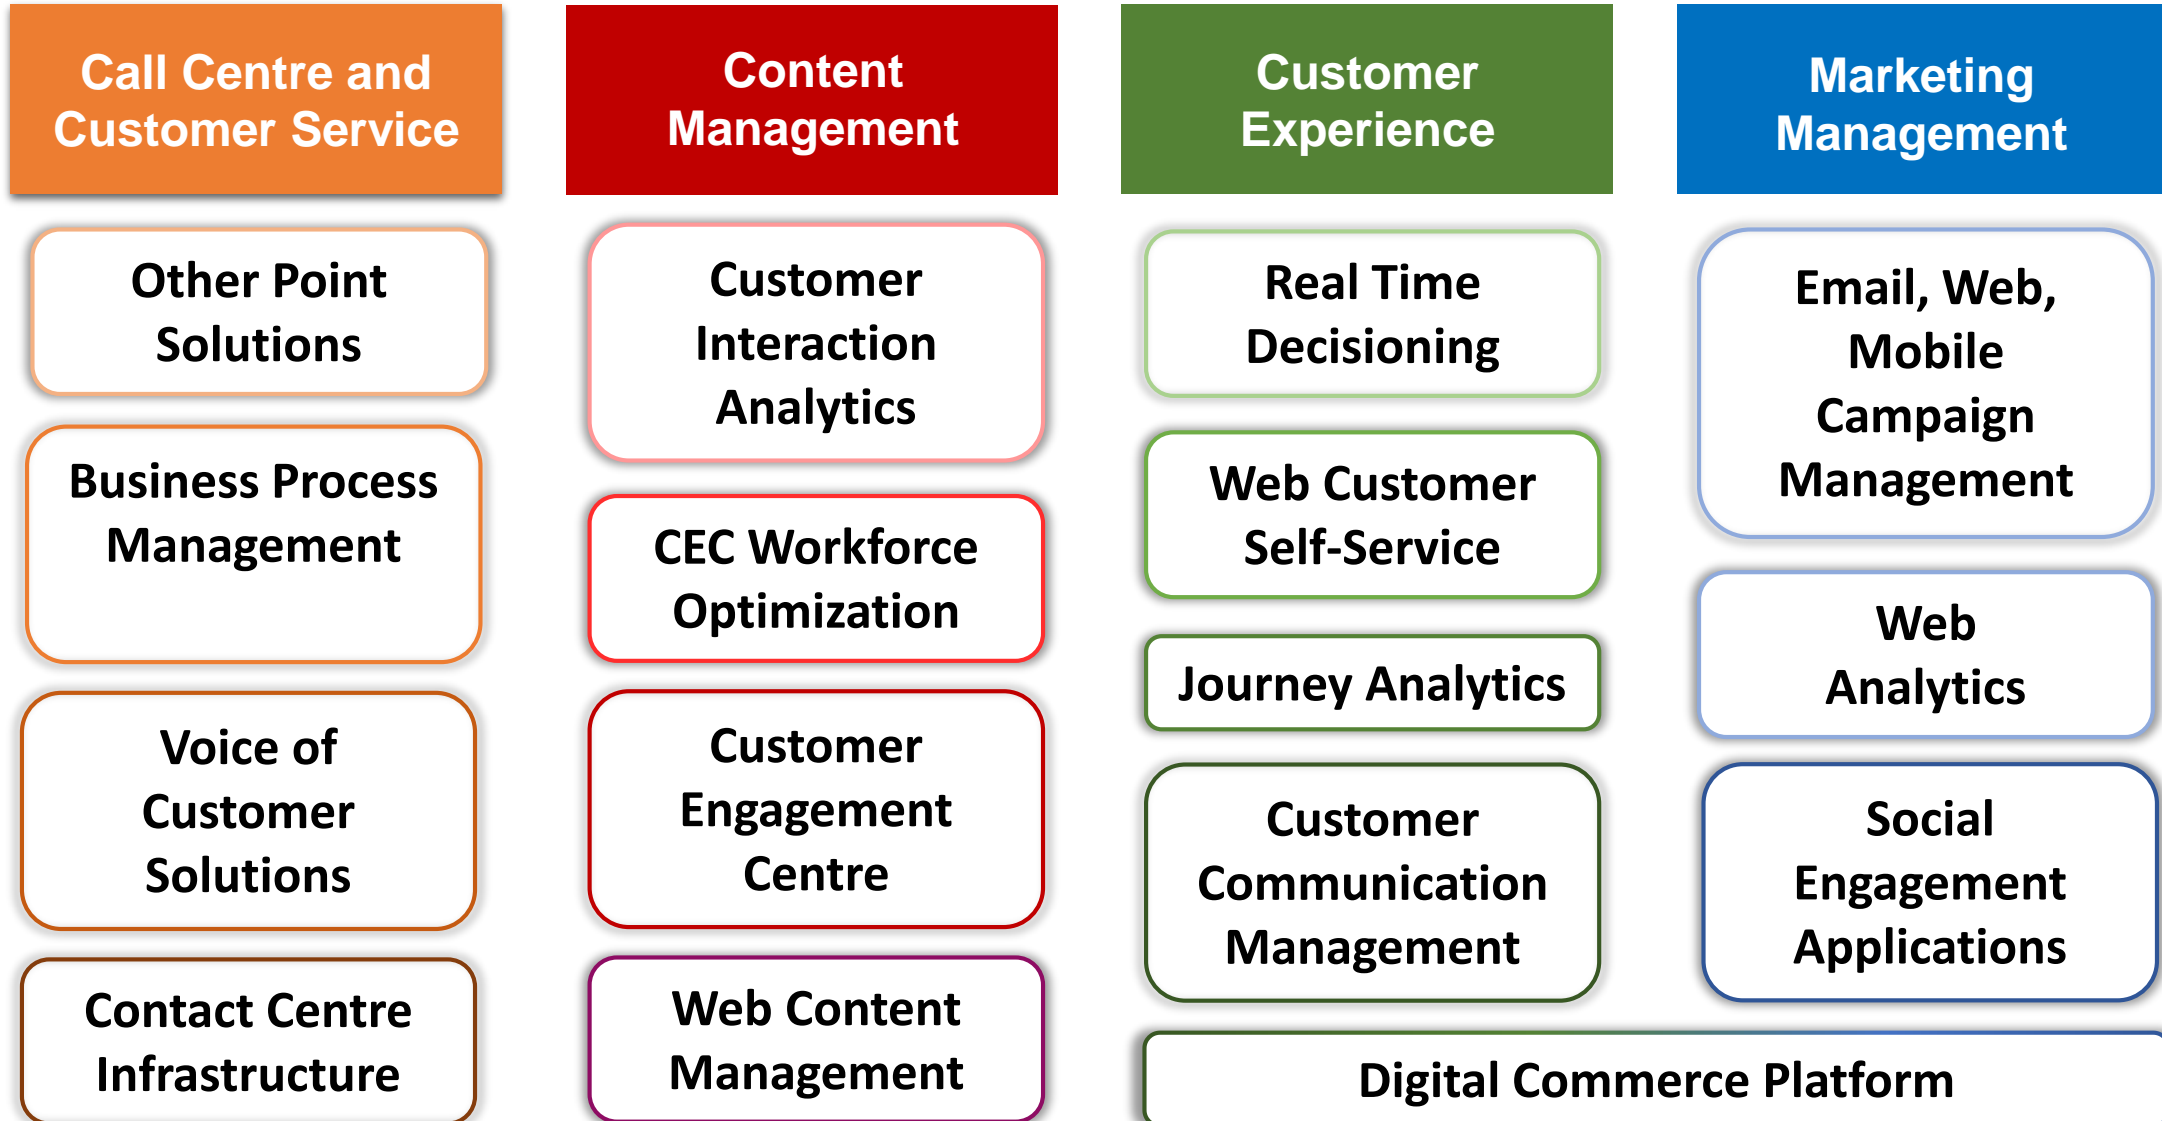 Call Centre and
Customer Service
Content
Management
Customer
Experience
Marketing
Management
Other Point
Solutions
Business Process
Management
Voice of
Customer
Solutions
Contact Centre
Infrastructure
Customer
Interaction
Analytics
CEC Workforce
Optimization
Customer
Engagement
Centre
Web Content
Management
Real Time
Decisioning
Web Customer
Self-Service
Journey Analytics
Customer
Communication
Management
Email, Web,
Mobile
Campaign
Management
Web
Analytics
Social
Engagement
Applications
Digital Commerce Platform